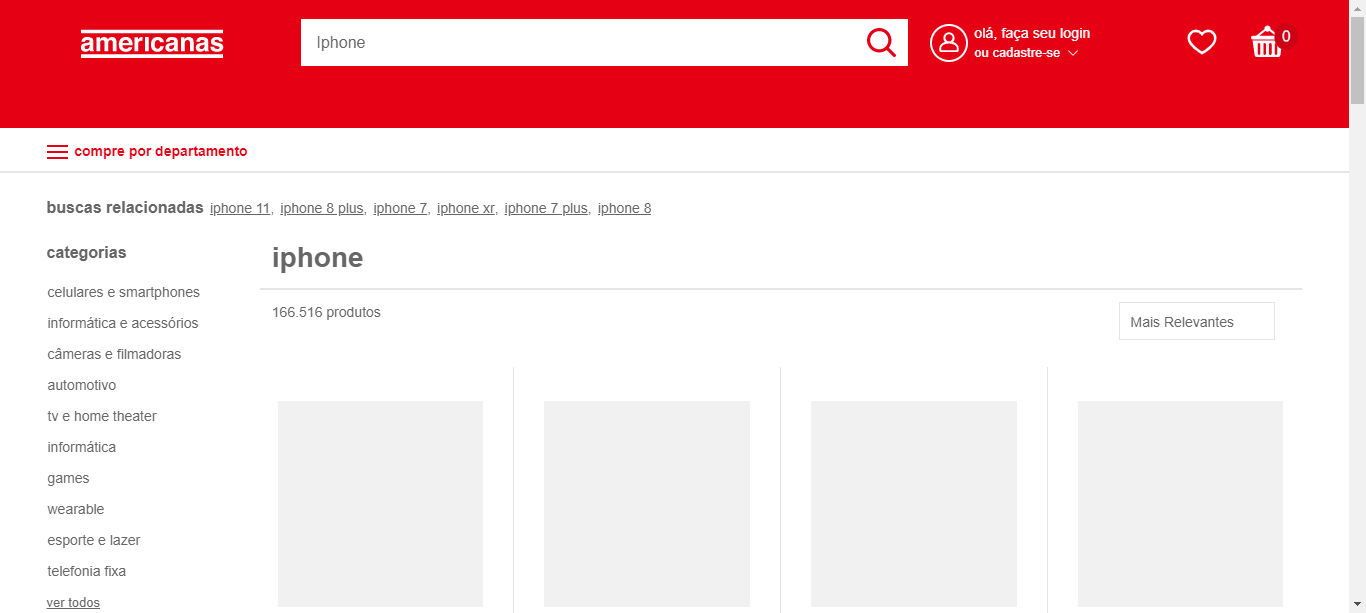 americanas
Iphone
olá, faça seu login
ou cadastre-se
0
compre por departamento
buscas relacionadas iphone 11, iphone 8 plus, iphone 7, iphone xr, iphone 7 plus, iphone 8
categorias
celulares e smartphones
informática e acessórios
câmeras e filmadoras
automotivo
tv e home theater
informática
games
wearable
esporte e lazer
telefonia fixa
ver todos
iphone
166.516 produtos
Mais Relevantes